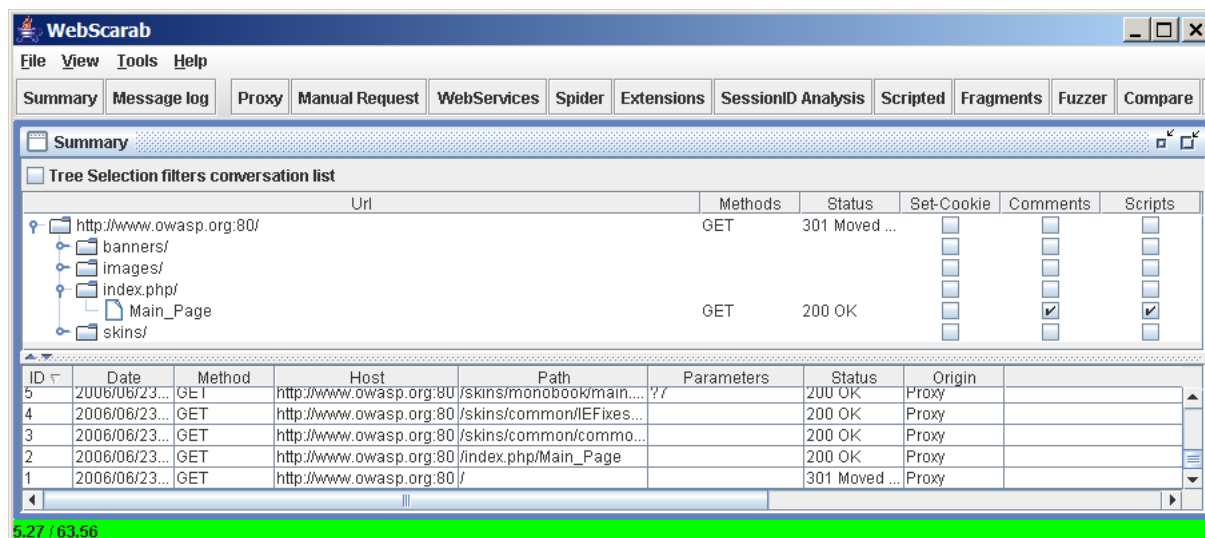 WebScarab
File View Tools Help
Summary Message log Proxy Manual Request WebServices Spider Extensions SessionID Analysis Scripted Fragments Fuzzer Compare
Summary
Tree Selection filters conversation list
Url Methods Status Set-Cookie Comments Scripts
http://www.owasp.org:80/ GET 301 Moved ...
banners/
images/
index.php/
Main_Page GET 200 OK
skins/
ID Date Method Host Path Parameters Status Origin
5 2006/06/23... GET http://www.owasp.org:80 /skins/monobook/main.... ?7 200 OK Proxy
4 2006/06/23... GET http://www.owasp.org:80 /skins/common/IEFixes... 200 OK Proxy
3 2006/06/23... GET http://www.owasp.org:80 /skins/common/commo... 200 OK Proxy
2 2006/06/23... GET http://www.owasp.org:80 /index.php/Main_Page 200 OK Proxy
1 2006/06/23... GET http://www.owasp.org:80 / 301 Moved ... Proxy
5.27 / 63.56